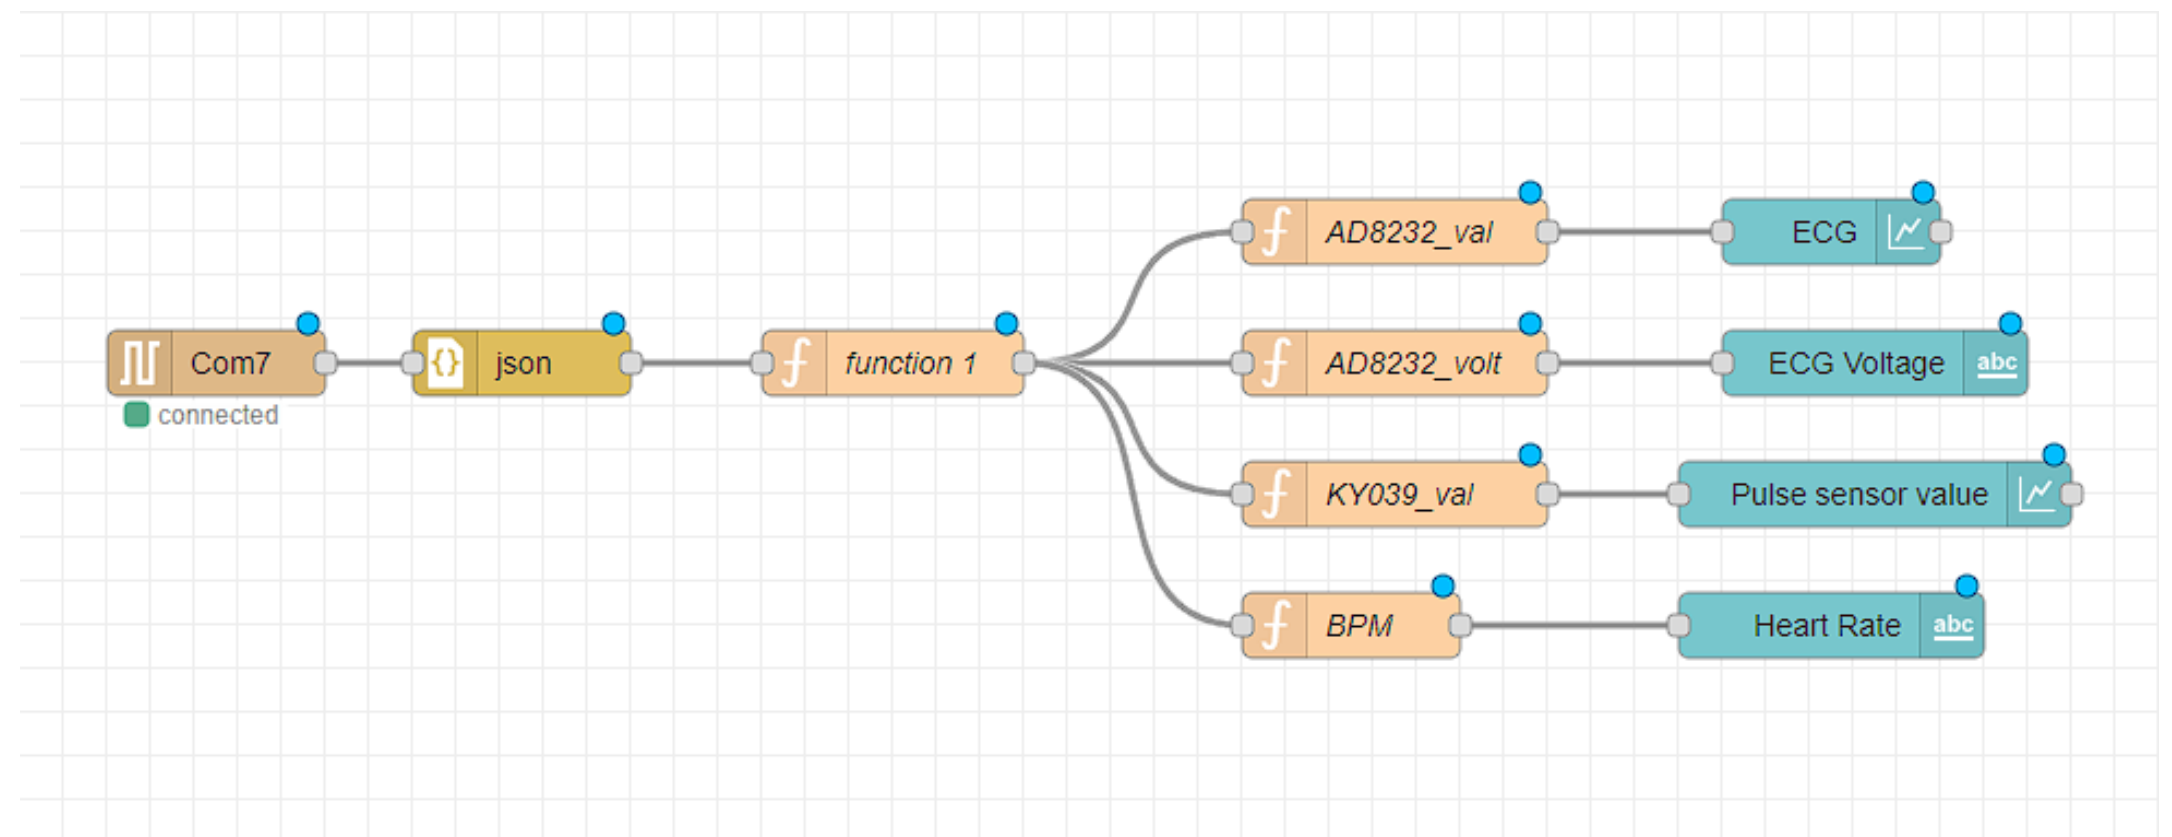 AD8232_val
ECG
Com7
json
function 1
AD8232_volt
ECG Voltage
abc
connected
KY039_val
Pulse sensor value
BPM
Heart Rate
abc